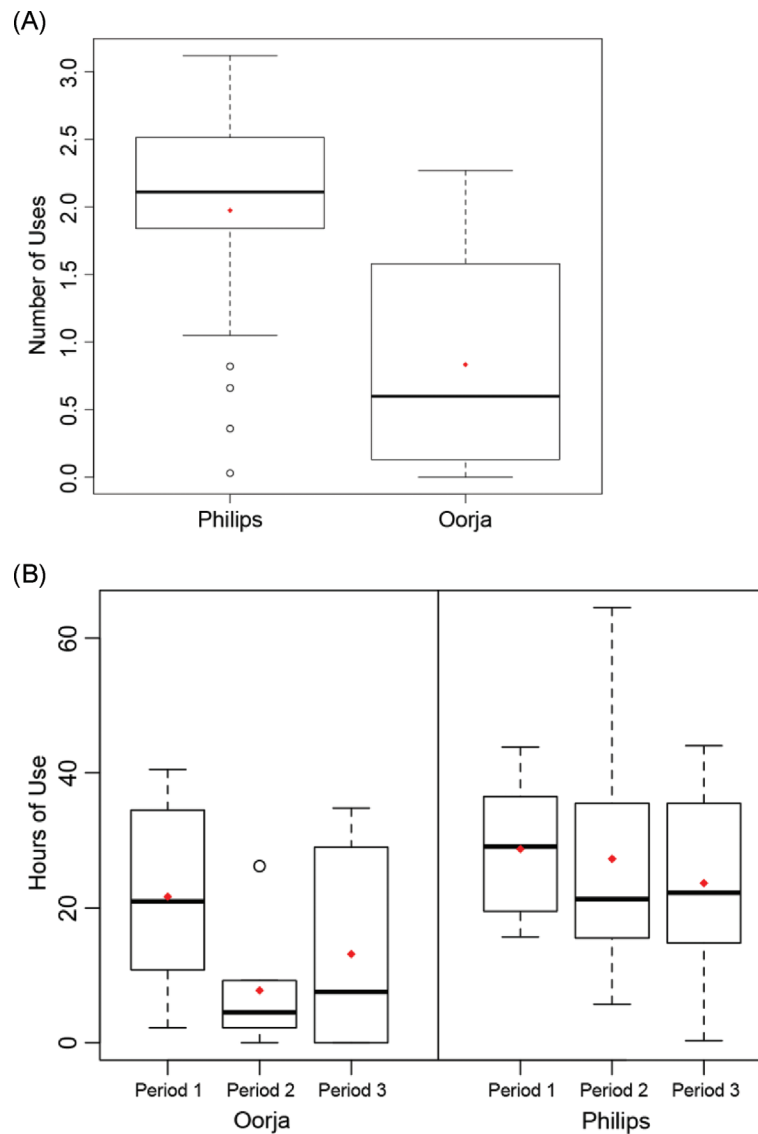 (A)
Number of Uses
3.0
2.5
2.0
1.5
1.0
0.5
0.0
Philips Oorja
(B)
Hours of Use
60
40
20
0
Period 1 Period 2 Period 3 Period 1 Period 2 Period 3
Oorja Philips